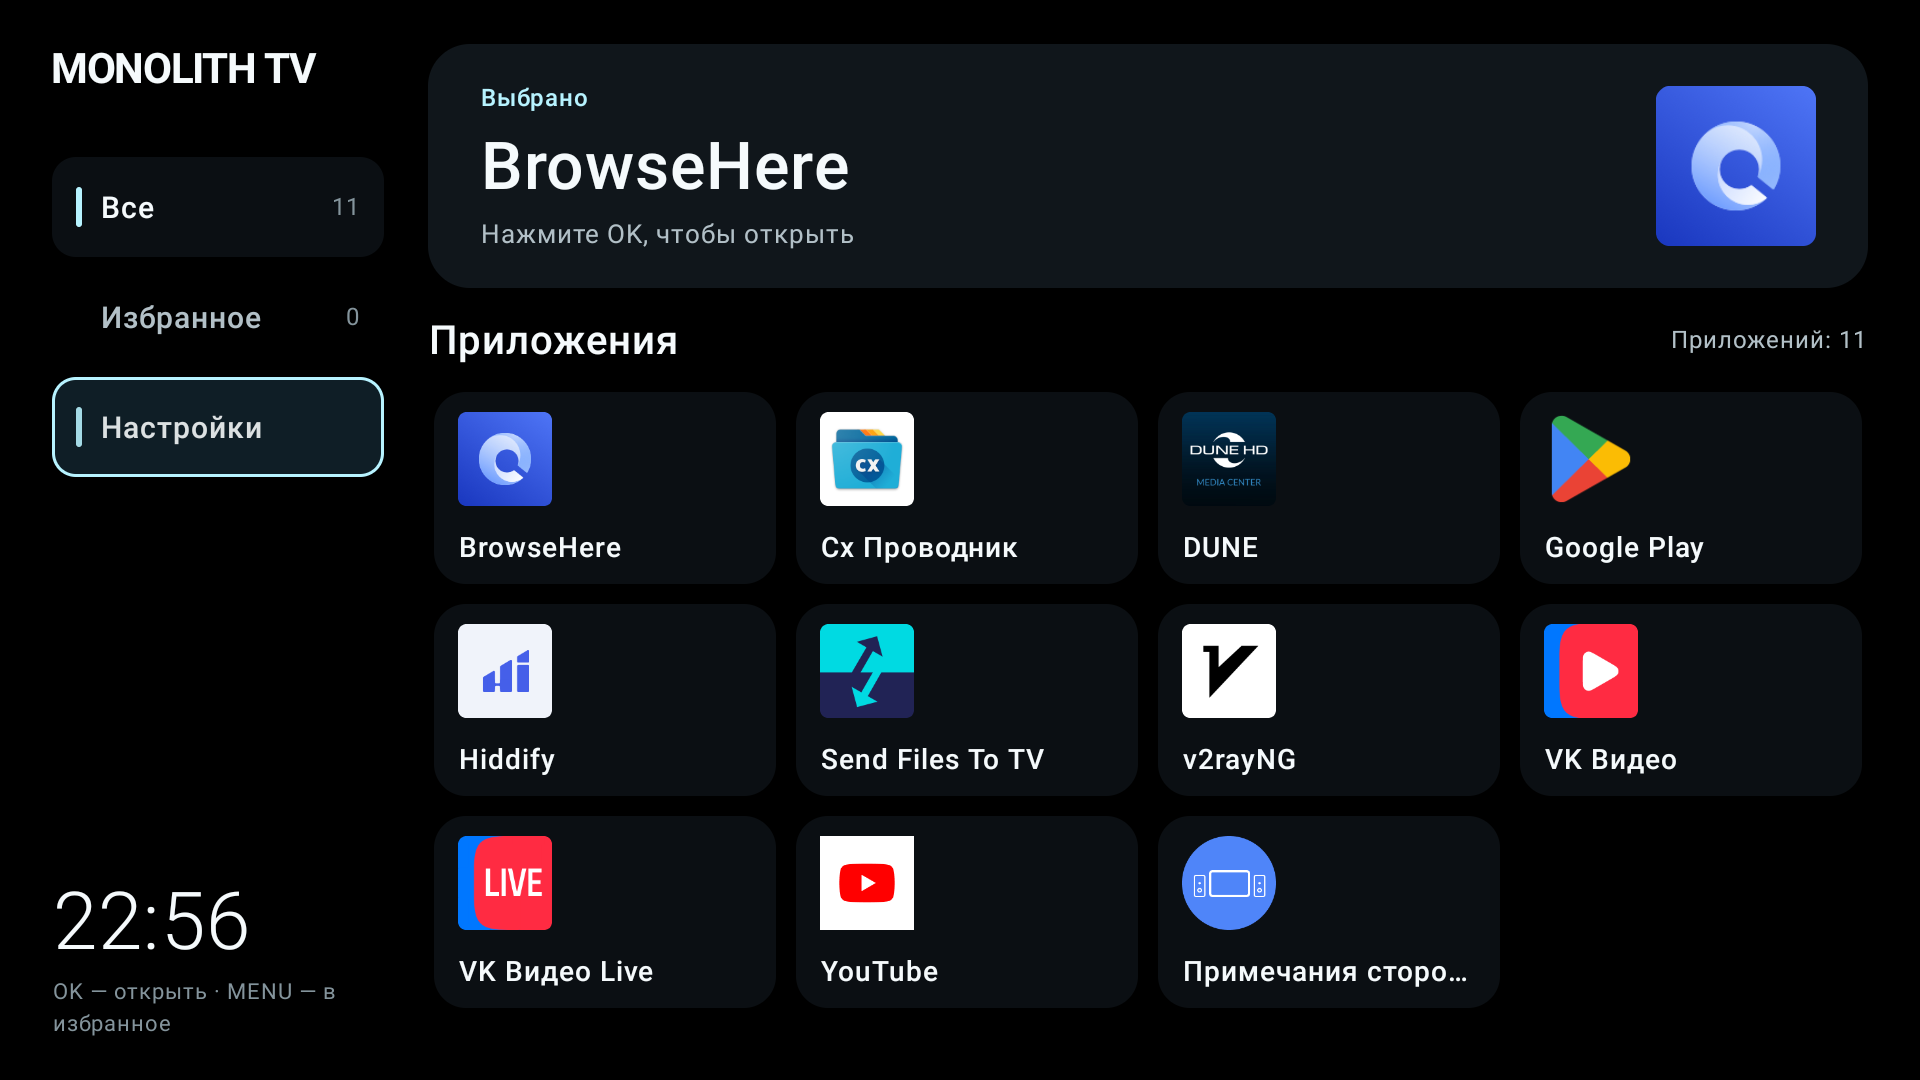 MONOLITH TV
Все 11
Избранное 0
Настройки
22:56
OK — открыть · MENU — в
избранное
Выбрано
BrowseHere
Нажмите OK, чтобы открыть
Приложения
Приложений: 11
BrowseHere
CX
Cx Проводник
DUNE HD
MEDIA CENTER
DUNE
Google Play
Hiddify
Send Files To TV
v2rayNG
VK Видео
LIVE
VK Видео Live
YouTube
Примечания сторо…